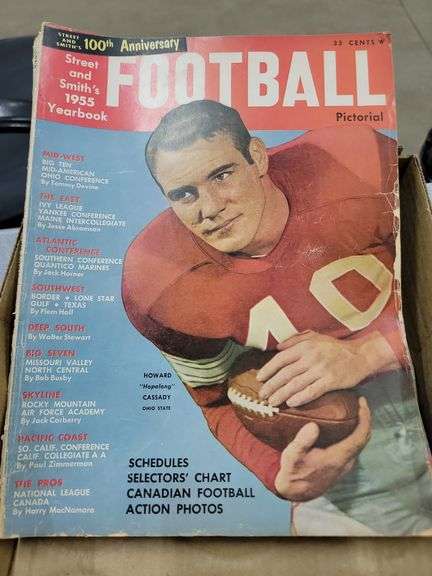 STREET
AND
SMITH'S
100th Anniversary
35 CENTS
Street
and
Smith's
1955
Yearbook
FOOTBALL
Pictorial
MID-WEST
BIG TEN
MID-AMERICAN
OHIO CONFERENCE
By Tommy Devine
THE EAST
IVY LEAGUE
YANKEE CONFERENCE
MAINE INTERCOLLEGIATE
By Jesse Abramson
ATLANTIC
CONFERENCE
SOUTHERN CONFERENCE
QUANTICO MARINES
By Jack Horner
SOUTHWEST
BORDER • LONE STAR
GULF • TEXAS
By Flem Hall
DEEP SOUTH
By Walter Stewart
BIG SEVEN
MISSOURI VALLEY
NORTH CENTRAL
By Bob Busby
SKYLINE
ROCKY MOUNTAIN
AIR FORCE ACADEMY
By Jack Carberry
PACIFIC COAST
SO. CALIF. CONFERENCE
CALIF. COLLEGIATE A A
By Paul Zimmerman
THE PROS
NATIONAL LEAGUE
CANADA
By Harry MacNamara
40
HOWARD
"Hopalong"
CASSADY
OHIO STATE
SCHEDULES
SELECTORS' CHART
CANADIAN FOOTBALL
ACTION PHOTOS